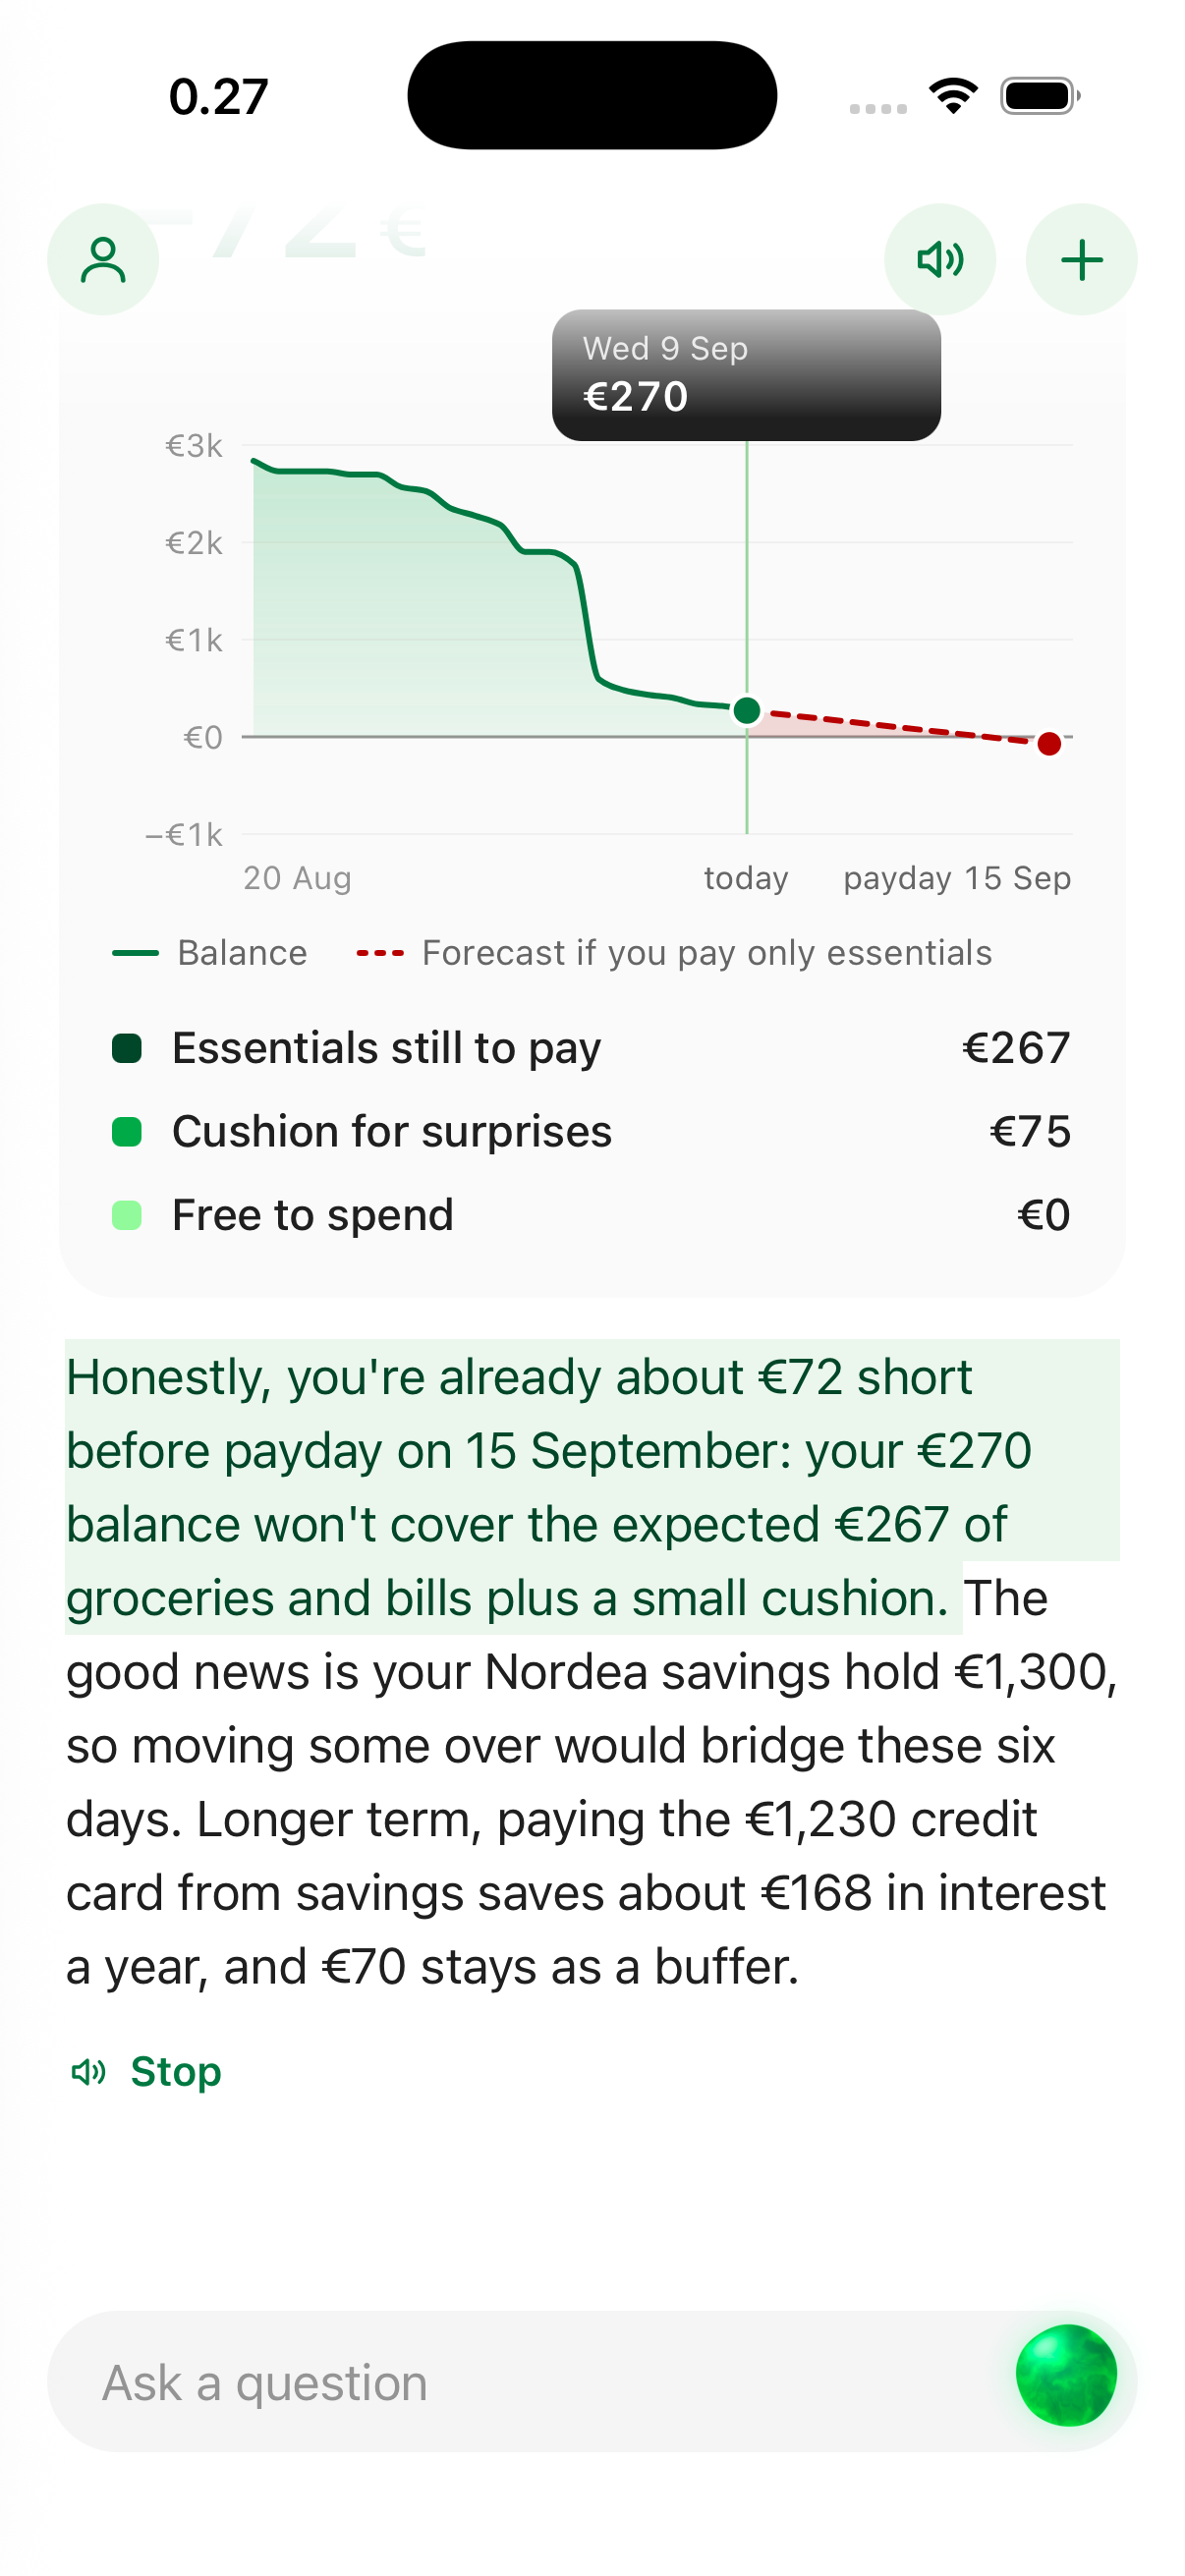 0.27
−72 €
Wed 9 Sep
€270
€3k
€2k
€1k
€0
−€1k
20 Aug today payday 15 Sep
Balance Forecast if you pay only essentials
Essentials still to pay €267
Cushion for surprises €75
Free to spend €0
Honestly, you're already about €72 short
before payday on 15 September: your €270
balance won't cover the expected €267 of
groceries and bills plus a small cushion. The
good news is your Nordea savings hold €1,300,
so moving some over would bridge these six
days. Longer term, paying the €1,230 credit
card from savings saves about €168 in interest
a year, and €70 stays as a buffer.
Stop
Ask a question